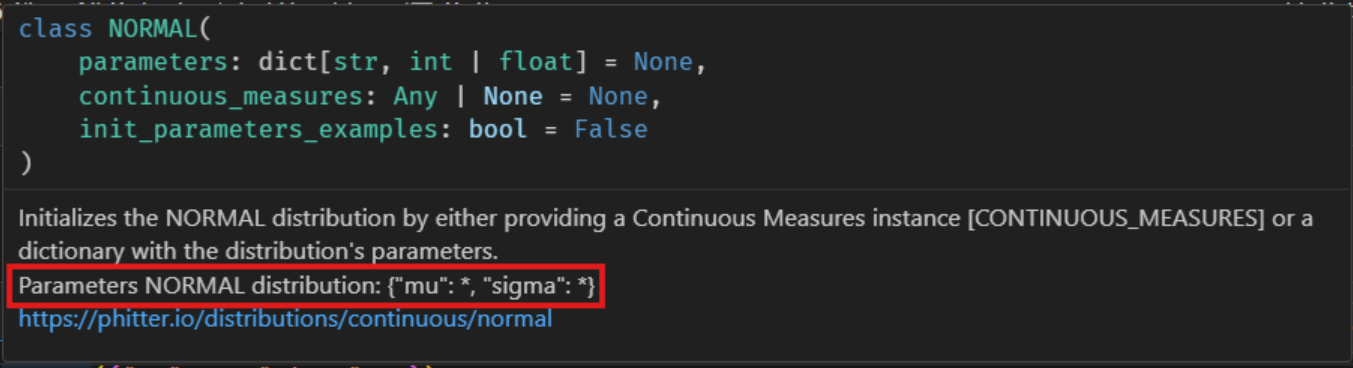 class NORMAL(
    parameters: dict[str, int | float] = None,
    continuous_measures: Any | None = None,
    init_parameters_examples: bool = False
)
Initializes the NORMAL distribution by either providing a Continuous Measures instance [CONTINUOUS_MEASURES] or a
dictionary with the distribution's parameters.
Parameters NORMAL distribution: {"mu": *, "sigma": *}
https://phitter.io/distributions/continuous/normal